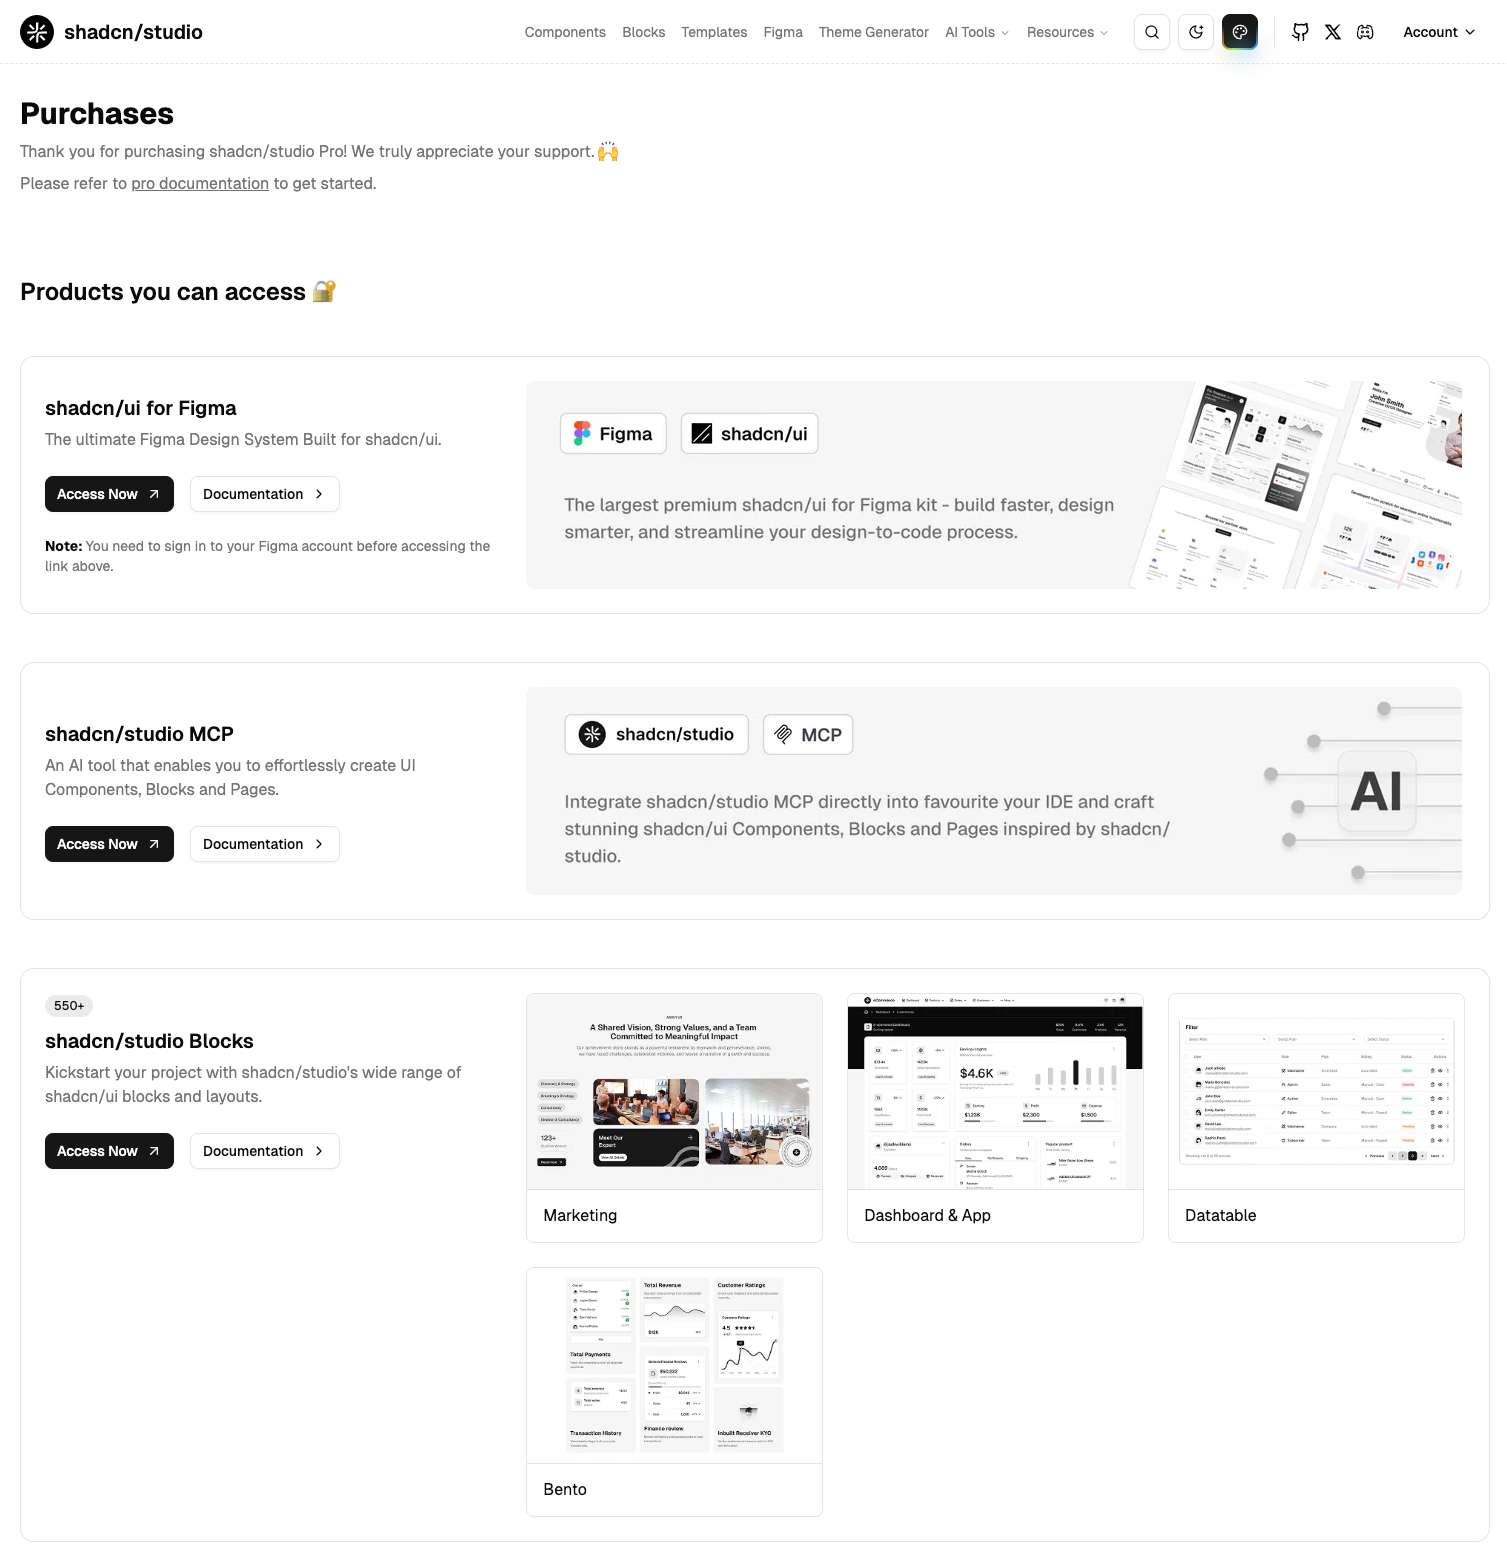 shadcn/studio
Components Blocks Templates Figma Theme Generator AI Tools Resources Account
Purchases
Thank you for purchasing shadcn/studio Pro! We truly appreciate your support. 🙌
Please refer to pro documentation to get started.
Products you can access 🔐
shadcn/ui for Figma
The ultimate Figma Design System Built for shadcn/ui.
Access Now Documentation
Note: You need to sign in to your Figma account before accessing the
link above.
Figma shadcn/ui
The largest premium shadcn/ui for Figma kit - build faster, design
smarter, and streamline your design-to-code process.
John Smith
shadcn/studio MCP
An AI tool that enables you to effortlessly create UI
Components, Blocks and Pages.
Access Now Documentation
shadcn/studio MCP
Integrate shadcn/studio MCP directly into favourite your IDE and craft
stunning shadcn/ui Components, Blocks and Pages inspired by shadcn/
studio.
AI
550+
shadcn/studio Blocks
Kickstart your project with shadcn/studio's wide range of
shadcn/ui blocks and layouts.
Access Now Documentation
A Shared Vision, Strong Values, and a Team
Committed to Meaningful Impact
123+
Meet Our
Expert
Marketing
$4.6K
$1,236 $2,300 $1,500
Dashboard & App
Filter
Datatable
Total Revenue
Customer Ratings
Total Payments
Transaction History
Finance review
Inbuilt Receiver KYC
Bento